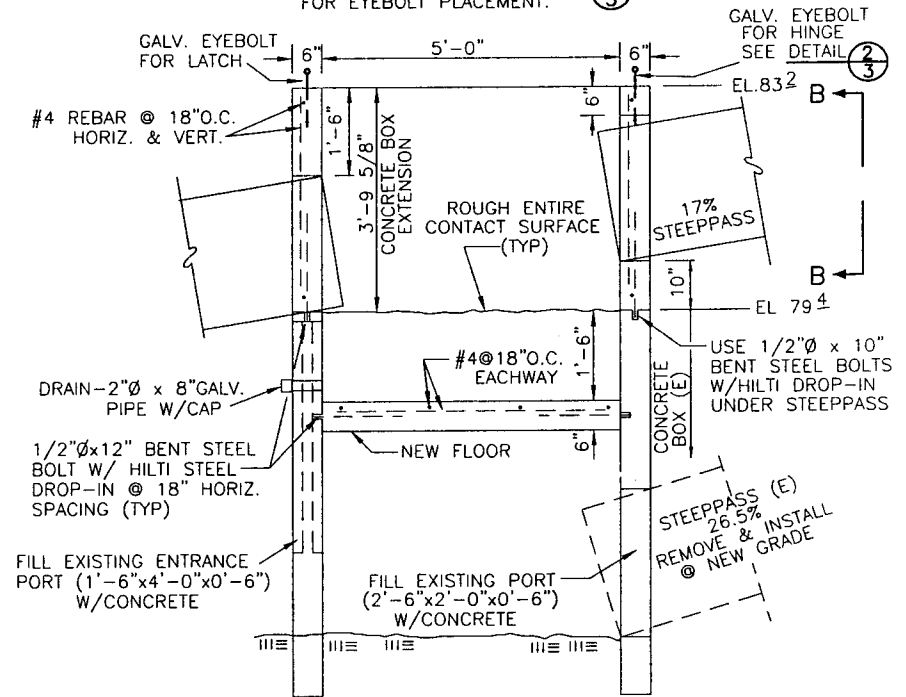 FOR EYEBOLT PLACEMENT.
3
GALV. EYEBOLT
FOR LATCH
6"
5'-0"
6"
GALV. EYEBOLT
FOR HINGE
SEE DETAIL 2
3
EL.83 2
B
#4 REBAR @ 18"O.C.
HORIZ. & VERT.
1'-6"
3'-9 5/8"
CONCRETE BOX
EXTENSION
6"
ROUGH ENTIRE
CONTACT SURFACE
(TYP)
17%
STEEPPASS
B
10"
EL 79 4
DRAIN-2"Ø x 8"GALV.
PIPE W/CAP
#4@18"O.C.
EACHWAY
1'-6"
CONCRETE
BOX (E)
USE 1/2"Ø x 10"
BENT STEEL BOLTS
W/HILTI DROP-IN
UNDER STEEPPASS
1/2"Øx12" BENT STEEL
BOLT W/ HILTI STEEL
DROP-IN @ 18" HORIZ.
SPACING (TYP)
NEW FLOOR
6"
STEEPPASS (E)
26.5%
REMOVE & INSTALL
@ NEW GRADE
FILL EXISTING ENTRANCE
PORT (1'-6"x4'-0"x0'-6")
W/CONCRETE
FILL EXISTING PORT
(2'-6"x2'-0"x0'-6")
W/CONCRETE